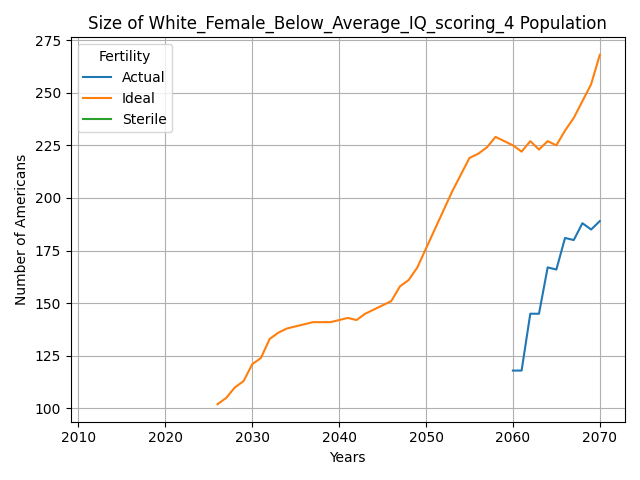 Size of White_Female_Below_Average_IQ_scoring_4 Population
Fertility
Actual
Ideal
Sterile
Number of Americans
275
250
225
200
175
150
125
100
2010 2020 2030 2040 2050 2060 2070
Years